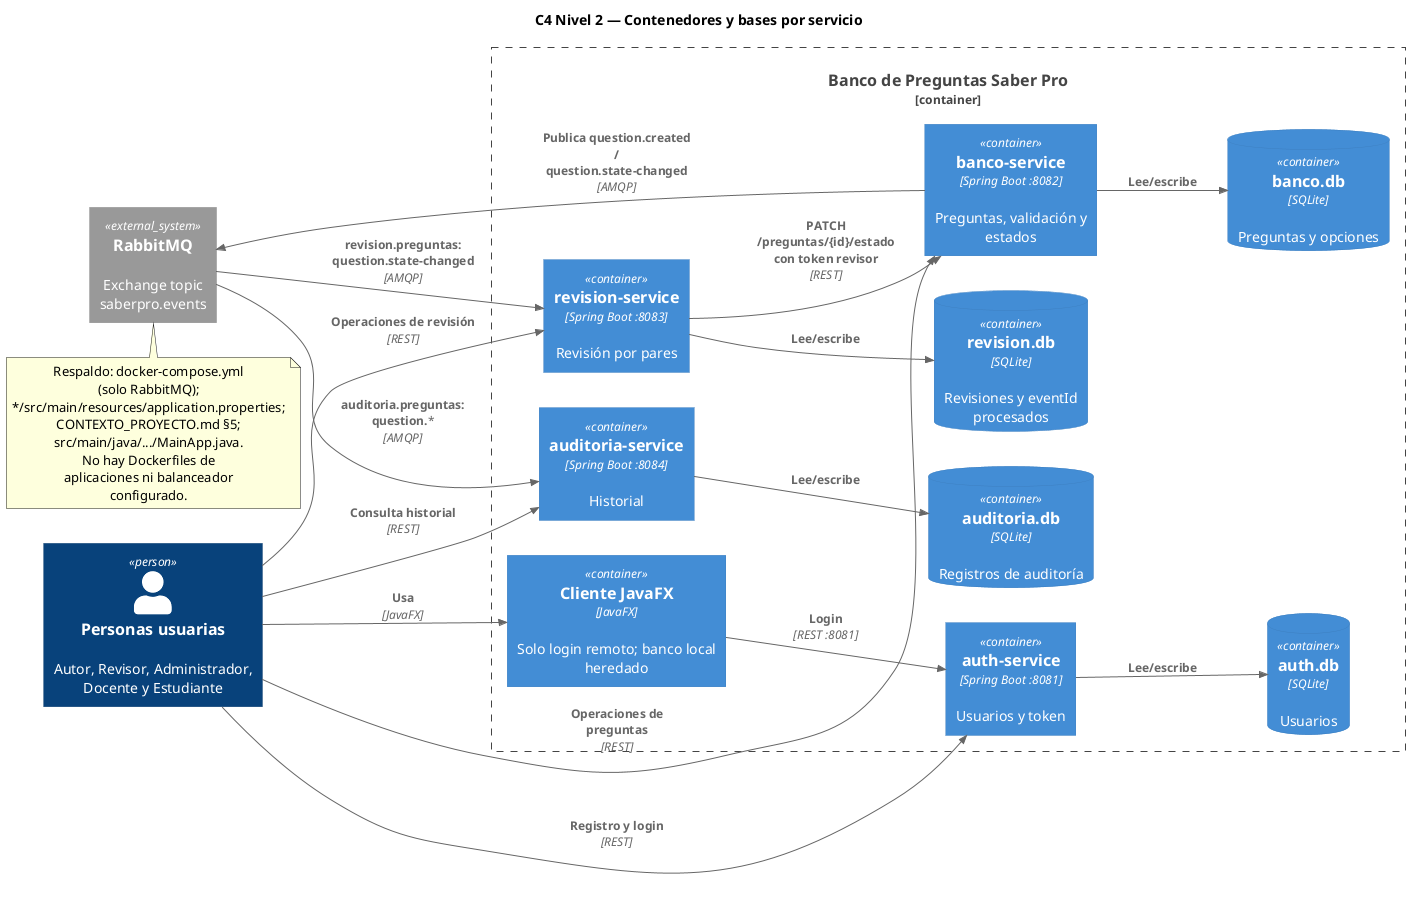 C4 Nivel 2 — Contenedores y bases por servicio
Banco de Preguntas Saber Pro
[container]
Publica question.created
/
question.state-changed
[AMQP]
«container»
banco-service
[Spring Boot :8082]
Preguntas, validación y
estados
Lee/escribe
«container»
banco.db
[SQLite]
Preguntas y opciones
«external_system»
RabbitMQ
Exchange topic
saberpro.events
revision.preguntas:
question.state-changed
[AMQP]
PATCH
/preguntas/{id}/estado
con token revisor
[REST]
«container»
revision-service
[Spring Boot :8083]
Revisión por pares
Operaciones de revisión
[REST]
Lee/escribe
«container»
revision.db
[SQLite]
Revisiones y eventId
procesados
Respaldo: docker-compose.yml
(solo RabbitMQ);
*/src/main/resources/application.properties;
CONTEXTO_PROYECTO.md §5;
src/main/java/.../MainApp.java.
No hay Dockerfiles de
aplicaciones ni balanceador
configurado.
auditoria.preguntas:
question.*
[AMQP]
«container»
auditoria-service
[Spring Boot :8084]
Historial
Lee/escribe
«container»
auditoria.db
[SQLite]
Registros de auditoría
Consulta historial
[REST]
«person»
Personas usuarias
Autor, Revisor, Administrador,
Docente y Estudiante
Usa
[JavaFX]
«container»
Cliente JavaFX
[JavaFX]
Solo login remoto; banco local
heredado
Login
[REST :8081]
«container»
auth-service
[Spring Boot :8081]
Usuarios y token
Lee/escribe
«container»
auth.db
[SQLite]
Usuarios
Operaciones de
preguntas
[REST]
Registro y login
[REST]